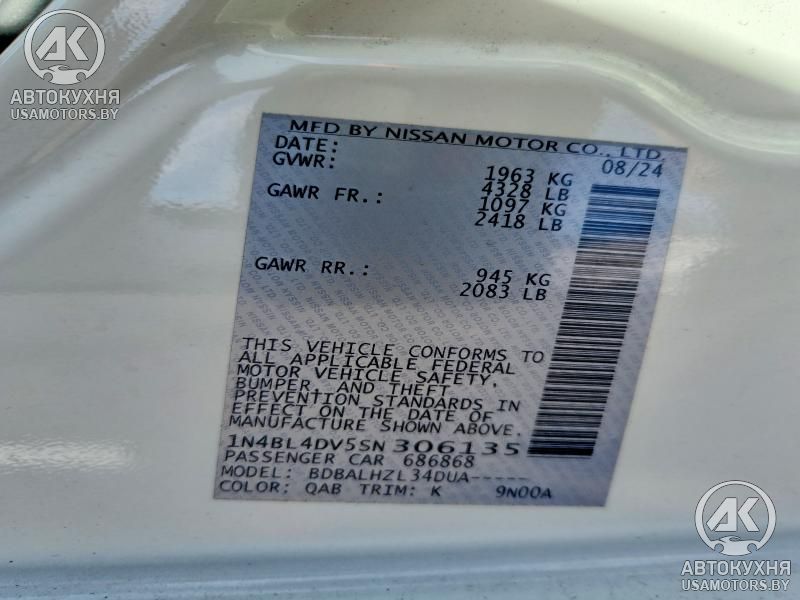 AK
АВТОКУХНЯ
USAMOTORS.BY
MFD BY NISSAN MOTOR CO., LTD.
DATE: 08/24
GVWR: 1963 KG
4328 LB
GAWR FR.: 1097 KG
2418 LB
GAWR RR.: 945 KG
2083 LB
THIS VEHICLE CONFORMS TO
ALL APPLICABLE FEDERAL
MOTOR VEHICLE SAFETY,
BUMPER, AND THEFT
PREVENTION STANDARDS IN
EFFECT ON THE DATE OF
MANUFACTURE SHOWN ABOVE.
1N4BL4DV5SN306135
PASSENGER CAR 686868
MODEL: BDBALHZL34DUA-----
COLOR: QAB TRIM: K 9N00A
AK
АВТОКУХНЯ
USAMOTORS.BY